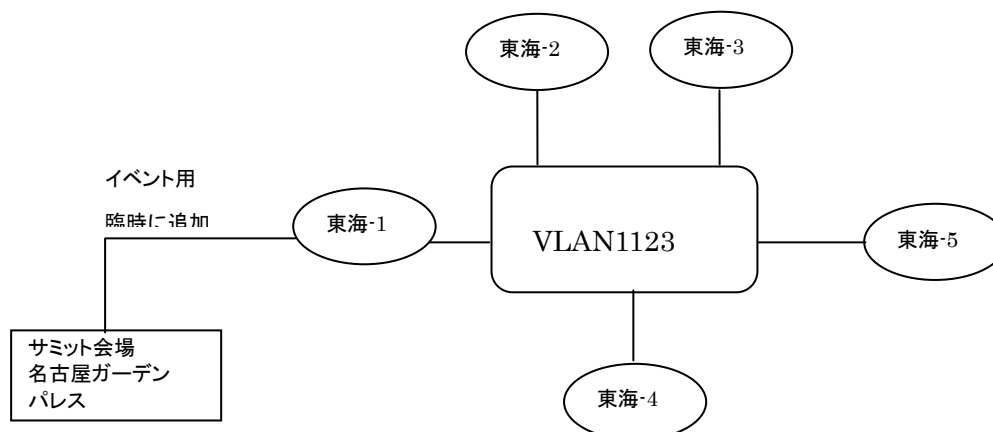 東海-2
東海-3
イベント用
臨時に追加
東海-1
VLAN1123
東海-5
サミット会場
名古屋ガーデン
パレス
東海-4